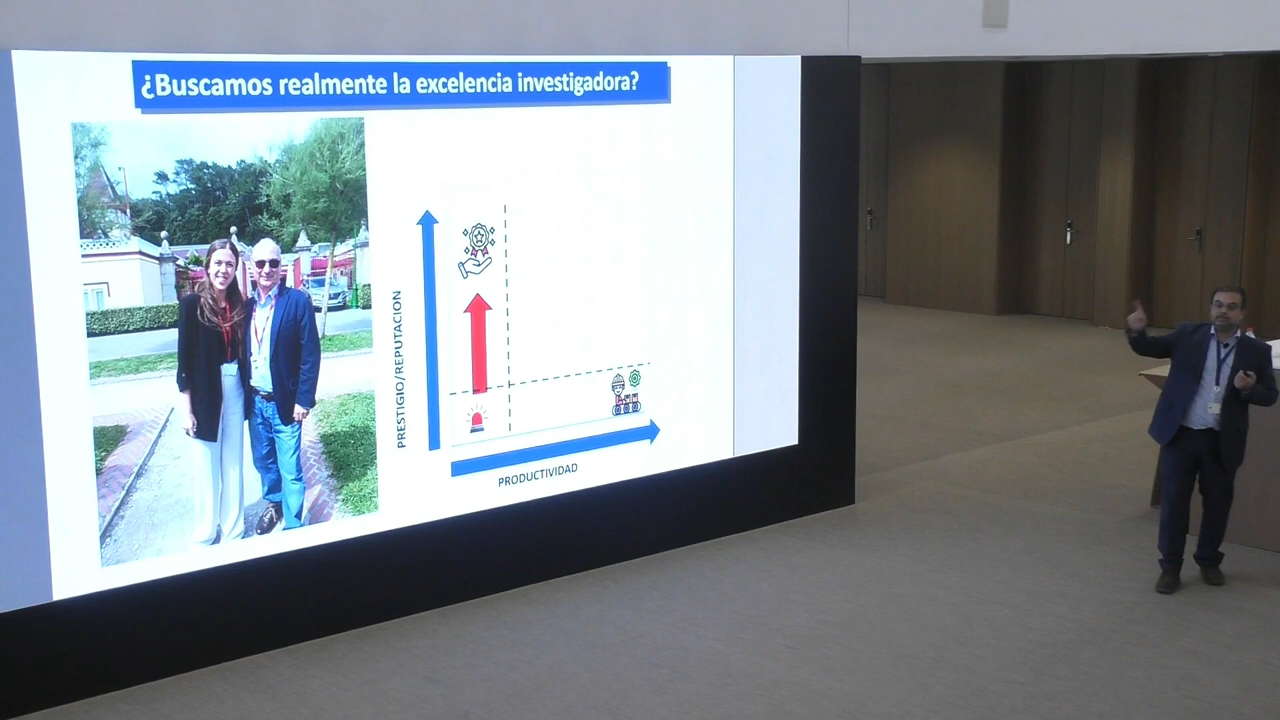 ¿Buscamos realmente la excelencia investigadora?
PRESTIGIO/REPUTACION
PRODUCTIVIDAD